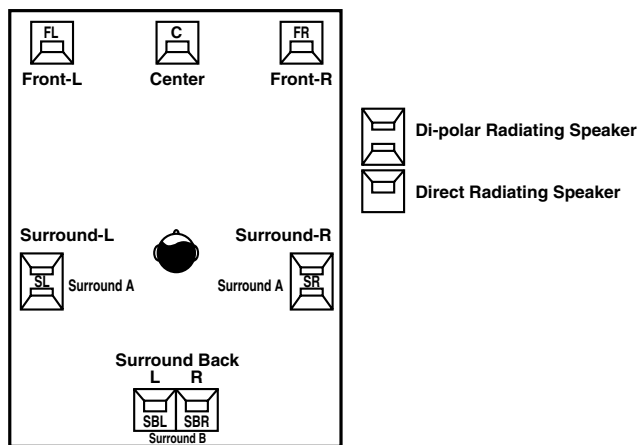 FL C FR
Front-L Center Front-R
Di-polar Radiating Speaker
Direct Radiating Speaker
Surround-L Surround-R
SL Surround A Surround A SR
Surround Back
L R
SBL SBR
Surround B